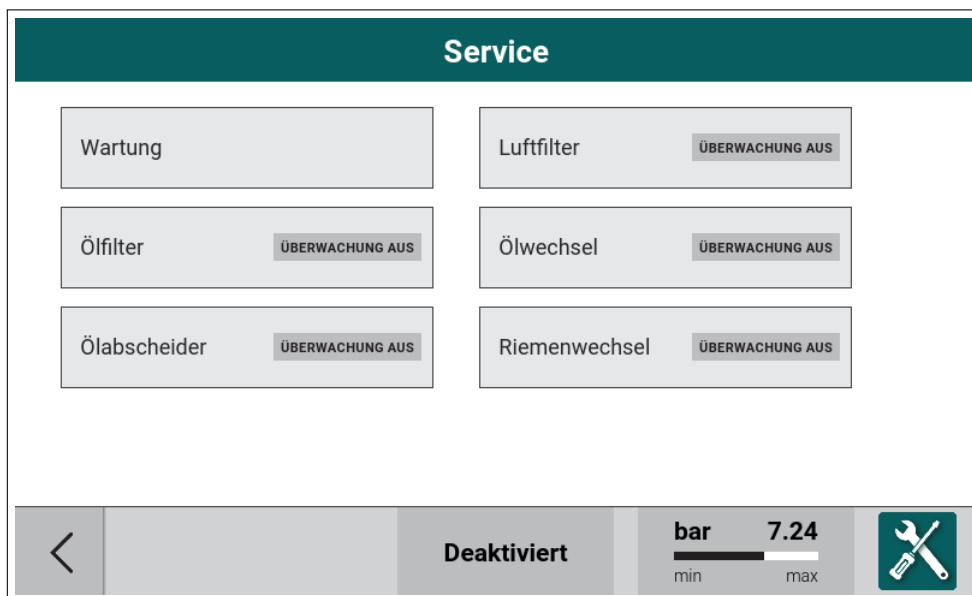 Service
Wartung
Luftfilter ÜBERWACHUNG AUS
Ölfilter ÜBERWACHUNG AUS
Ölwechsel ÜBERWACHUNG AUS
Ölabscheider ÜBERWACHUNG AUS
Riemenwechsel ÜBERWACHUNG AUS
Deaktiviert
bar 7.24
min max